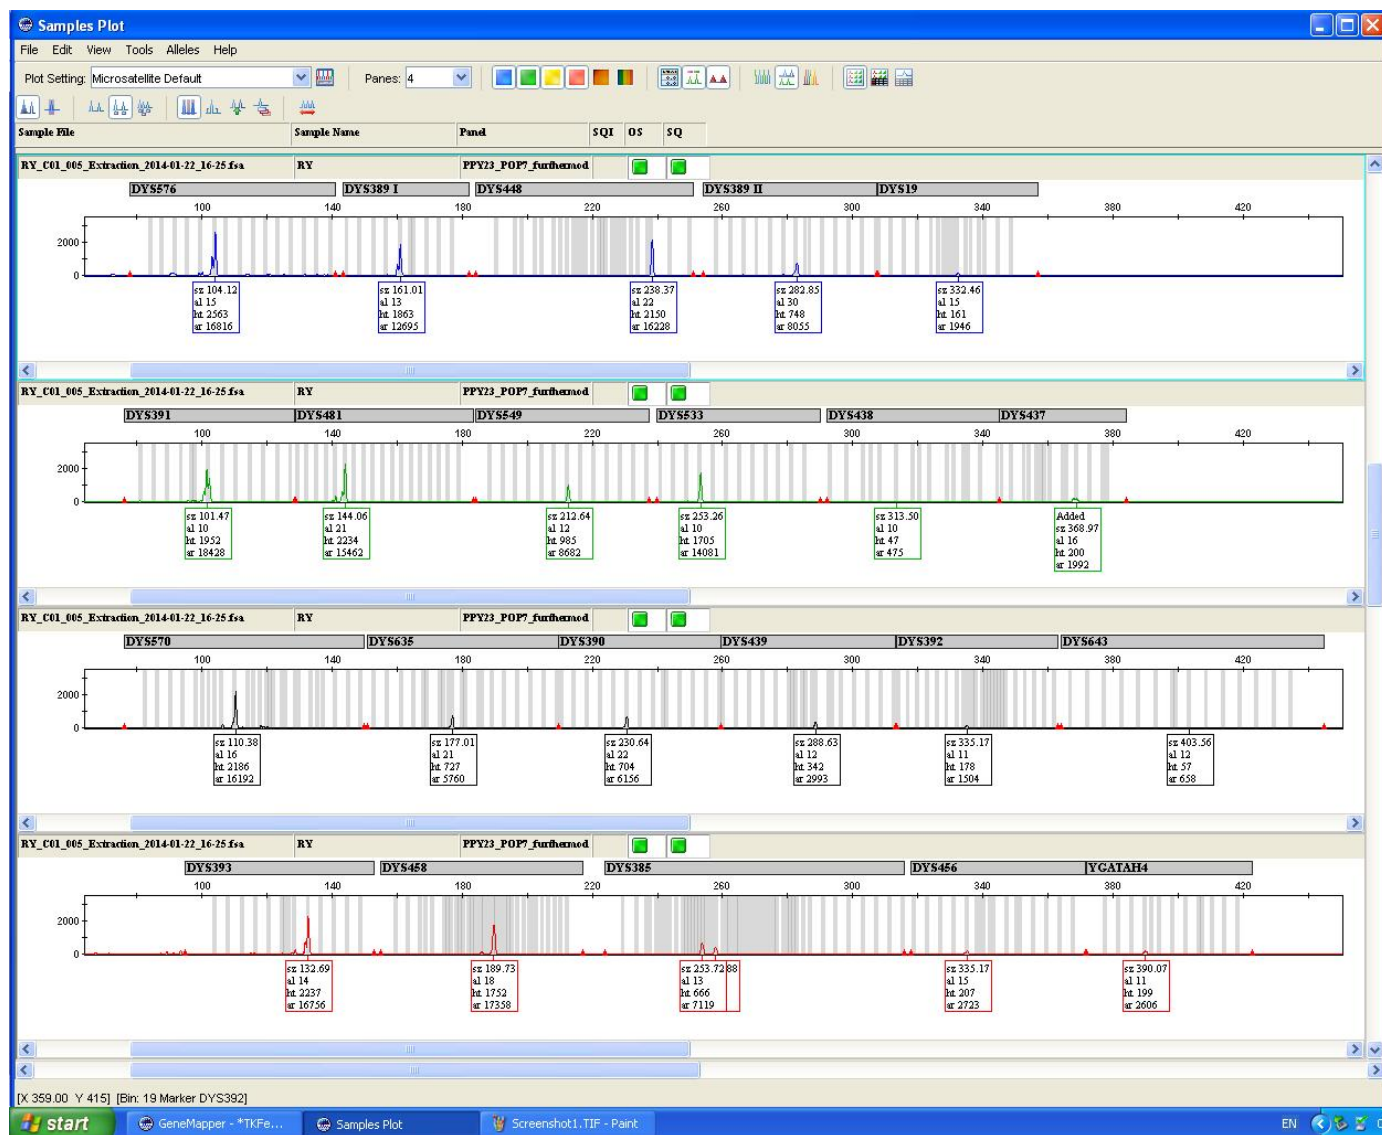 Samples Plot
File Edit View Tools Alleles Help
Plot Setting: Microsatellite Default Panes: 4
Sample File Sample Name Panel SQI OS SQ
RY_C01_005_Extraction_2014-01-22_16-25.fsa RY PPY23_POP7_furthermod
DYS576 DYS389 I DYS448 DYS389 II DYS19
100 140 180 220 260 300 340 380 420
2000
0
sz 104.12 sz 161.01 sz 238.37 sz 282.85 sz 332.46
al 15 al 13 al 22 al 30 al 15
ht 2563 ht 1863 ht 2150 ht 748 ht 161
ar 16816 ar 12695 ar 16228 ar 8055 ar 1946
RY_C01_005_Extraction_2014-01-22_16-25.fsa RY PPY23_POP7_furthermod
DYS391 DYS481 DYS549 DYS533 DYS438 DYS437
100 140 180 220 260 300 340 380 420
2000
0
sz 101.47 sz 144.06 sz 212.64 sz 253.26 sz 313.50 Added
al 10 al 21 al 12 al 10 al 10 sz 368.97
ht 1952 ht 2234 ht 985 ht 1705 ht 47 al 16
ar 18428 ar 15462 ar 8682 ar 14081 ar 475 ht 200
ar 1992
RY_C01_005_Extraction_2014-01-22_16-25.fsa RY PPY23_POP7_furthermod
DYS570 DYS635 DYS390 DYS439 DYS392 DYS643
100 140 180 220 260 300 340 380 420
2000
0
sz 110.38 sz 177.01 sz 230.64 sz 288.63 sz 335.17 sz 403.56
al 16 al 21 al 22 al 12 al 11 al 12
ht 2186 ht 727 ht 704 ht 342 ht 178 ht 57
ar 16192 ar 5760 ar 6156 ar 2993 ar 1504 ar 658
RY_C01_005_Extraction_2014-01-22_16-25.fsa RY PPY23_POP7_furthermod
DYS393 DYS458 DYS385 DYS456 YGATAH4
100 140 180 220 260 300 340 380 420
2000
0
sz 132.69 sz 189.73 sz 253.72 88 sz 335.17 sz 390.07
al 14 al 18 al 13 al 15 al 11
ht 2237 ht 1752 ht 666 ht 207 ht 199
ar 16756 ar 17358 ar 7119 ar 2723 ar 2606
[X 359.00 Y 415] [Bin: 19 Marker DYS392]
start GeneMapper - *TKFe... Samples Plot Screenshot1.TIF - Paint EN